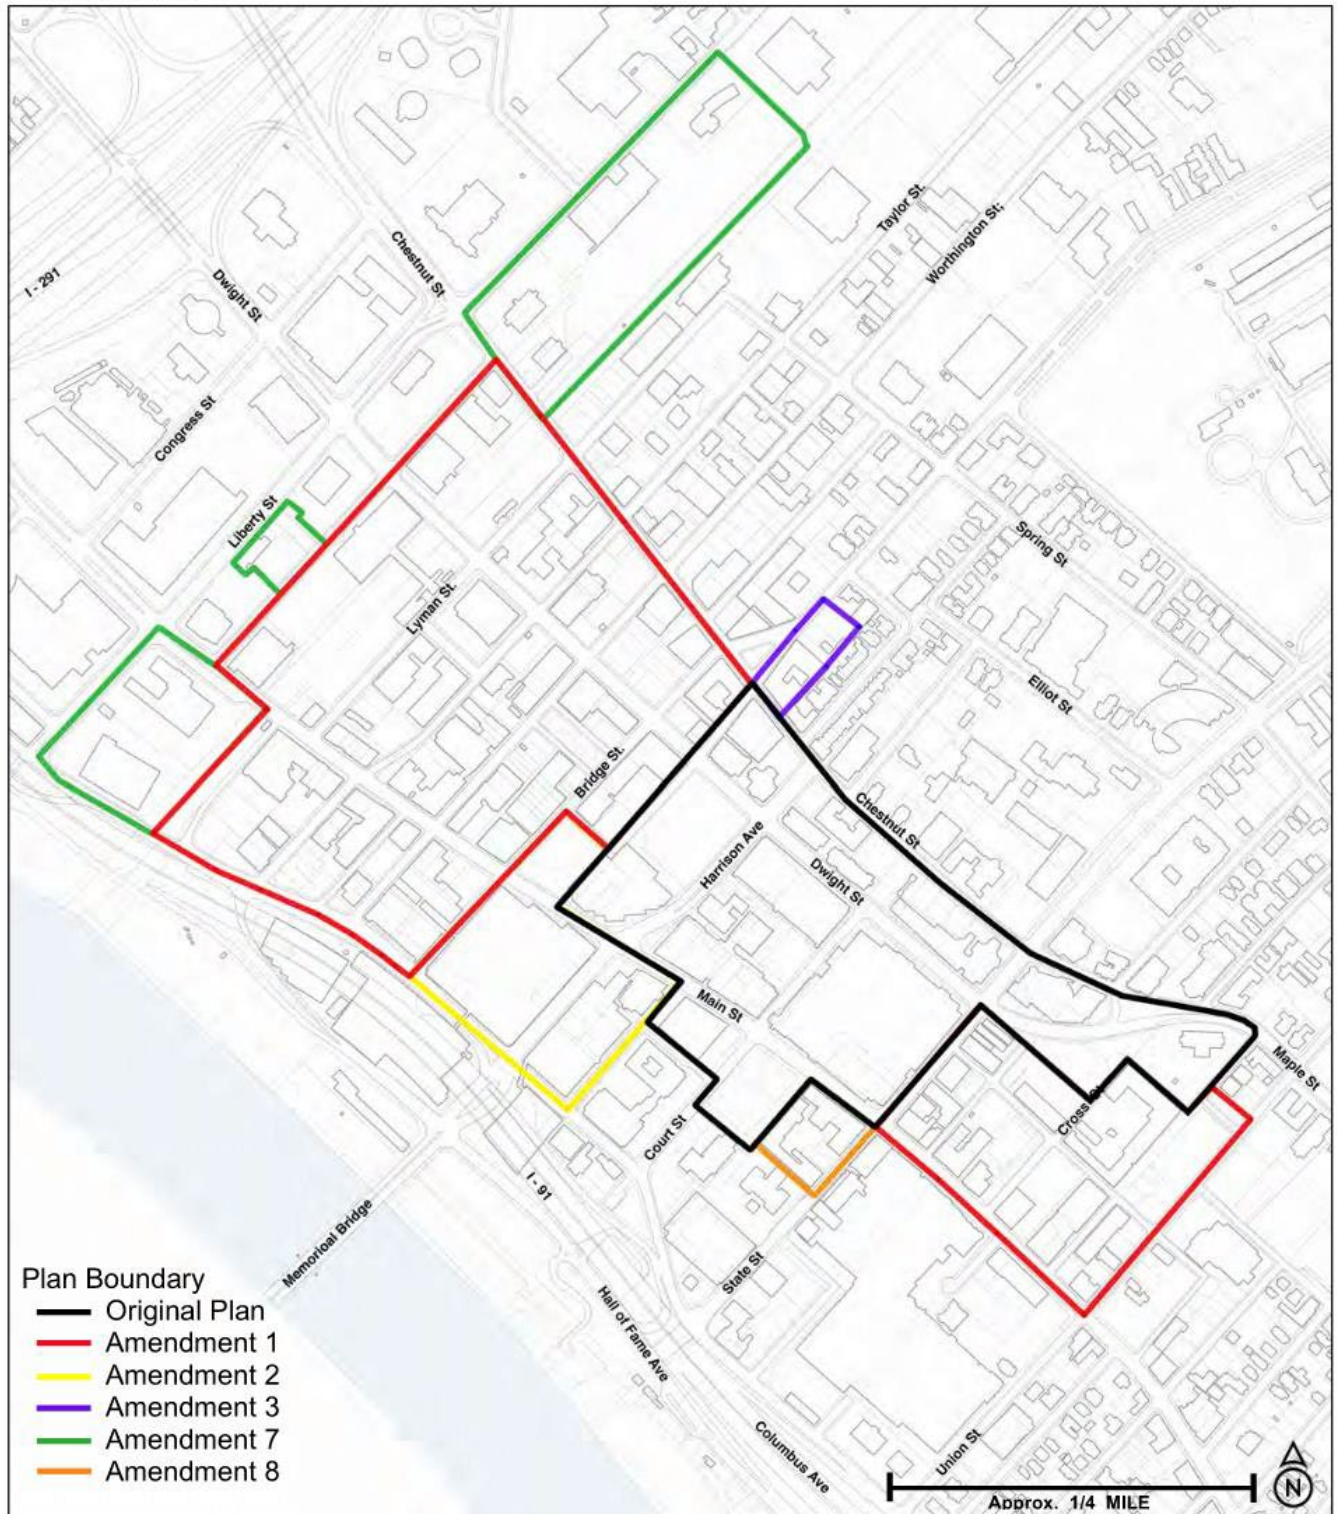 Taylor St.
Worthington St;
Chestnut St
I - 291
Dwight St
Congress St
Liberty St
Spring St
Lyman St.
Elliot St
Bridge St.
Chestnut St
Harrison Ave
Dwight St
Main St
Maple St
Cross St
Court St
I - 91
Memorioal Bridge
State St
Hall of Fame Ave
Columbus Ave
Union St
Plan Boundary
Original Plan
Amendment 1
Amendment 2
Amendment 3
Amendment 7
Amendment 8
Approx. 1/4 MILE
N